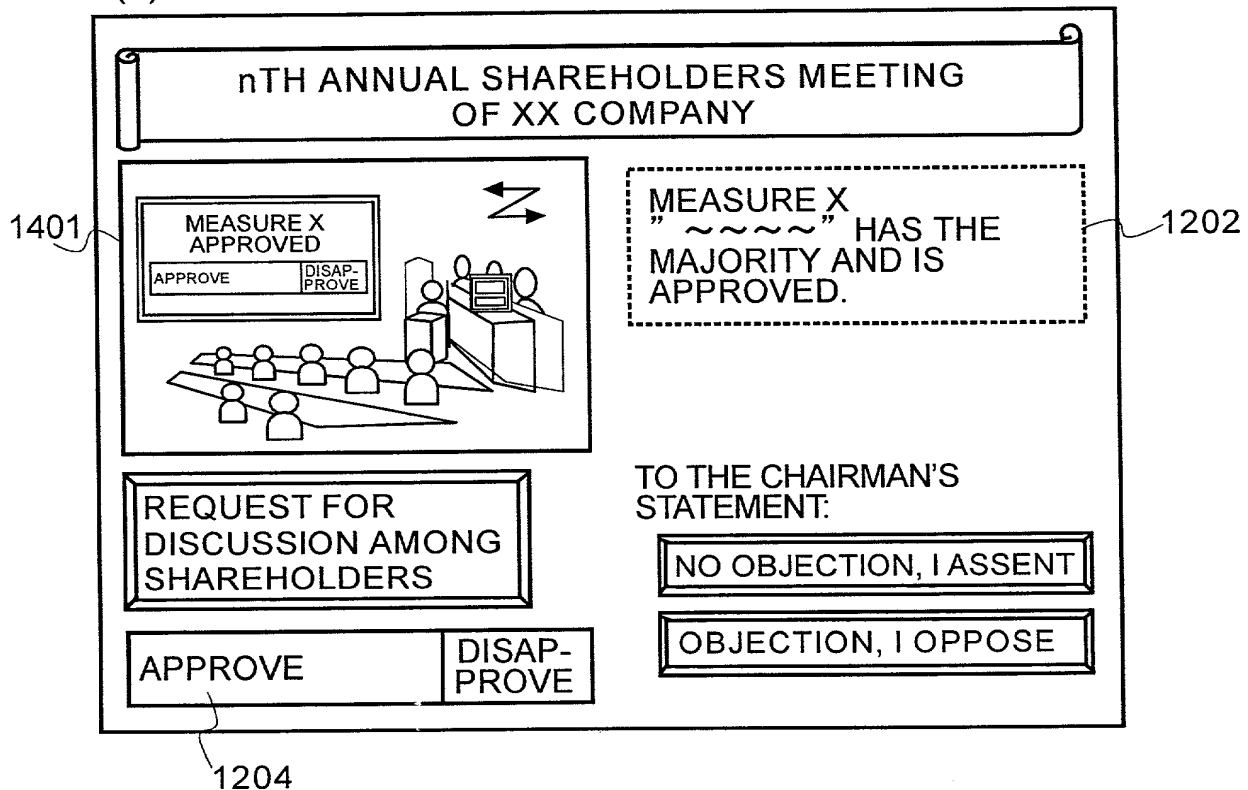 nTH ANNUAL SHAREHOLDERS MEETING
OF XX COMPANY
1401
MEASURE X
APPROVED
APPROVE
DISAP-
PROVE
MEASURE X
" ~~~~" HAS THE
MAJORITY AND IS
APPROVED.
1202
REQUEST FOR
DISCUSSION AMONG
SHAREHOLDERS
TO THE CHAIRMAN'S
STATEMENT:
NO OBJECTION, I ASSENT
OBJECTION, I OPPOSE
APPROVE
DISAP-
PROVE
1204